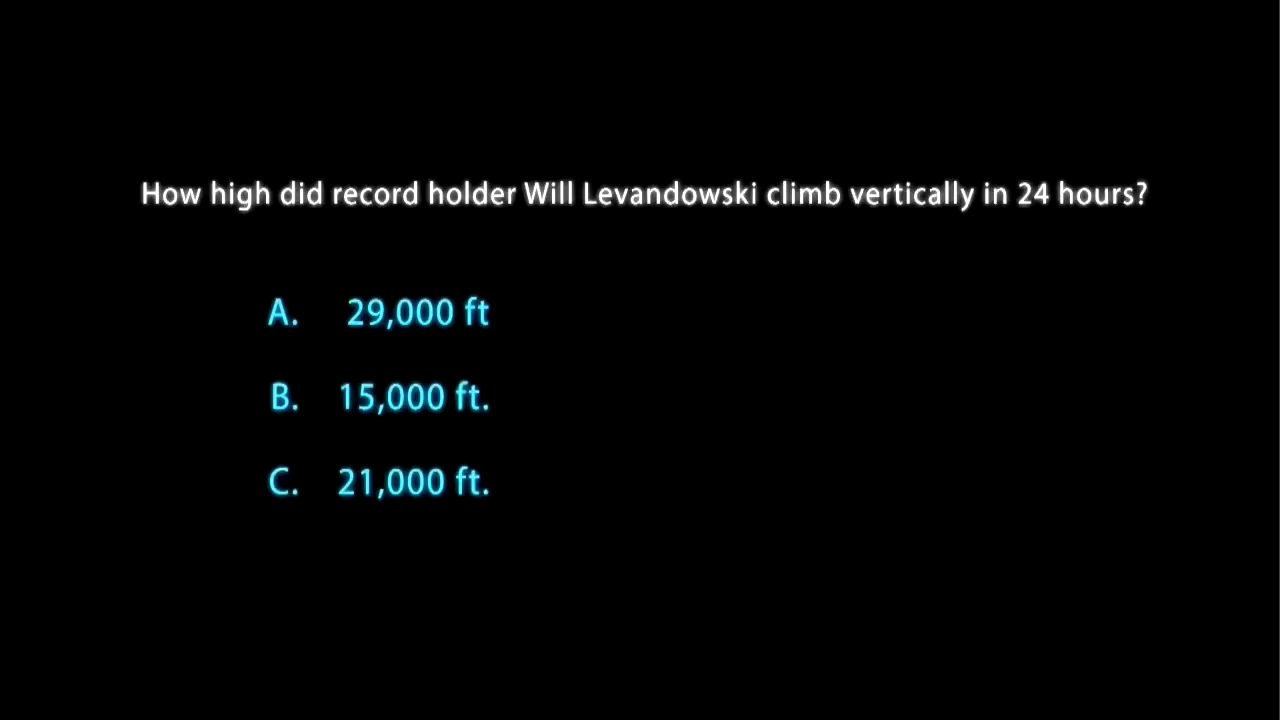 How high did record holder Will Levandowski climb vertically in 24 hours?
A. 29,000 ft
B. 15,000 ft.
C. 21,000 ft.